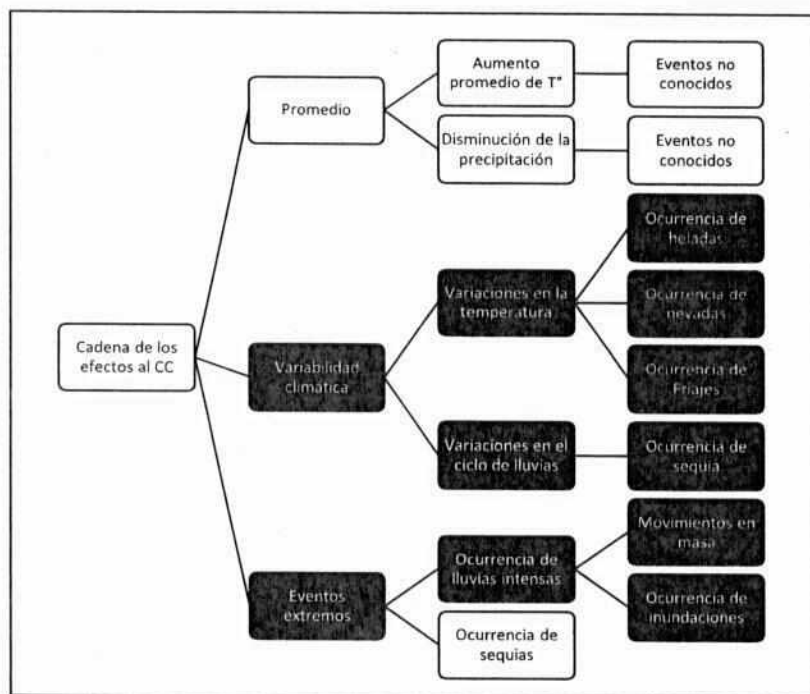 Aumento
promedio de T°
Eventos no
conocidos
Promedio
Disminución de la
precipitación
Eventos no
conocidos
Ocurrencia de
heladas
Variaciones en la
temperatura
Ocurrencia de
nevadas
Cadena de los
efectos al CC
Variabilidad
climática
Ocurrencia de
Friajes
Variaciones en el
ciclo de lluvias
Ocurrencia de
sequia
Movimientos en
masa
Eventos
extremos
Ocurrencia de
lluvias intensas
Ocurrencia de
inundaciones
Ocurrencia de
sequias